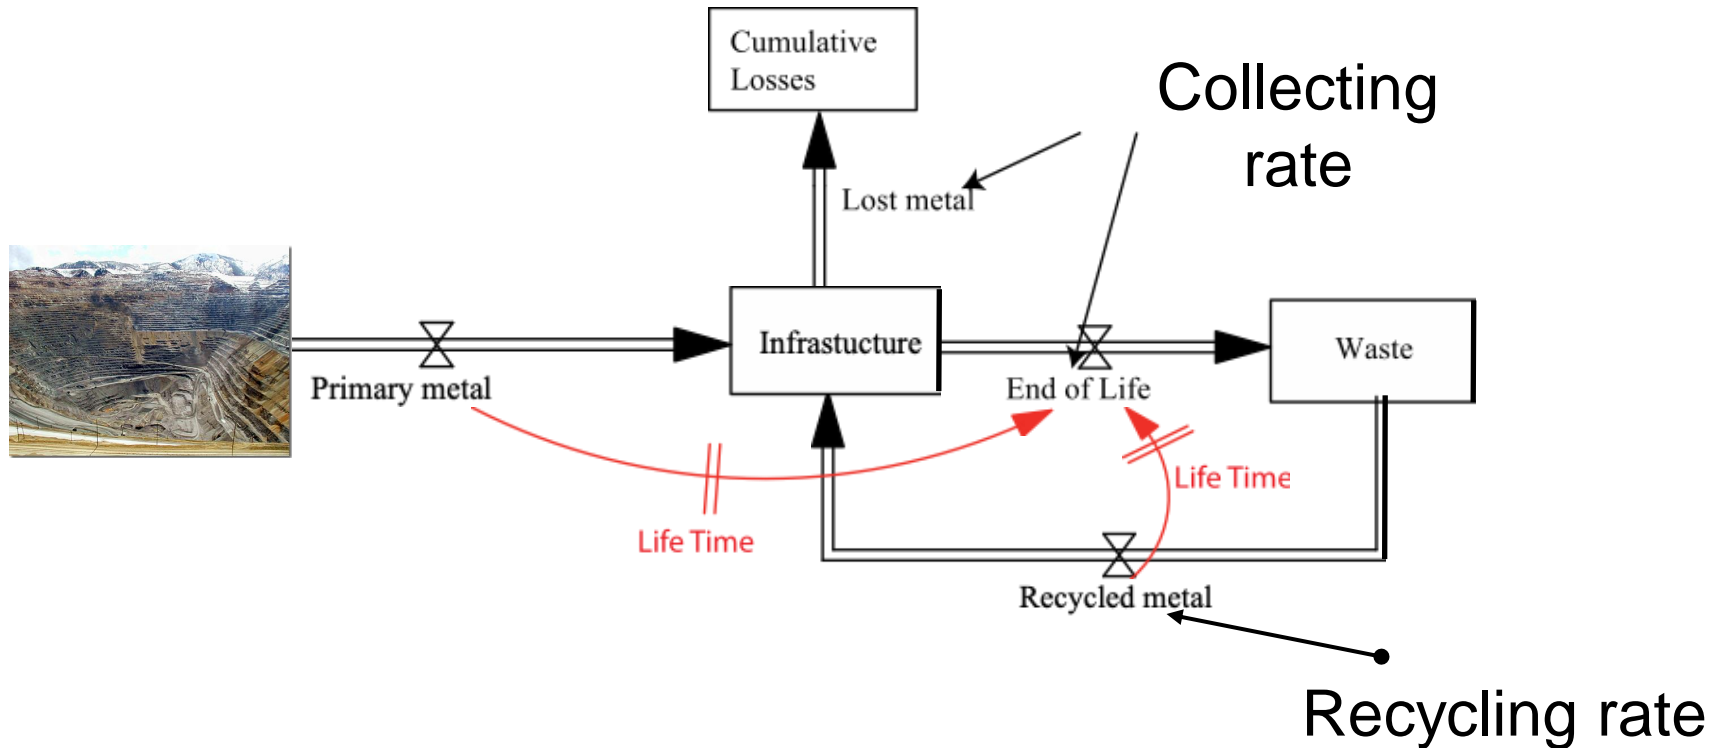 Cumulative
Losses
Collecting
rate
Lost metal
Infrastucture
Waste
Primary metal
End of Life
Life Time
Life Time
Recycled metal
Recycling rate